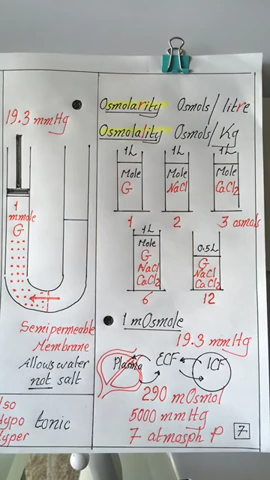 19.3 mmHg
1
mmole
G
Semipermeable
Membrane
Allows water
not salt
Iso
Hypo
Hyper
tonic
Osmolarity Osmols/litre
Osmolality Osmols/Kg
1L 1L 1L
Mole Mole Mole
G NaCl CaCl2
1 2 3 osmols
1L
Mole
G
NaCl
CaCl2
6
0.5L
G
NaCl
CaCl2
12
1 mOsmole
19.3 mmHg
Plasma ECF ICF
290 mOsmol
5000 mmHg
7 atmosph P
7